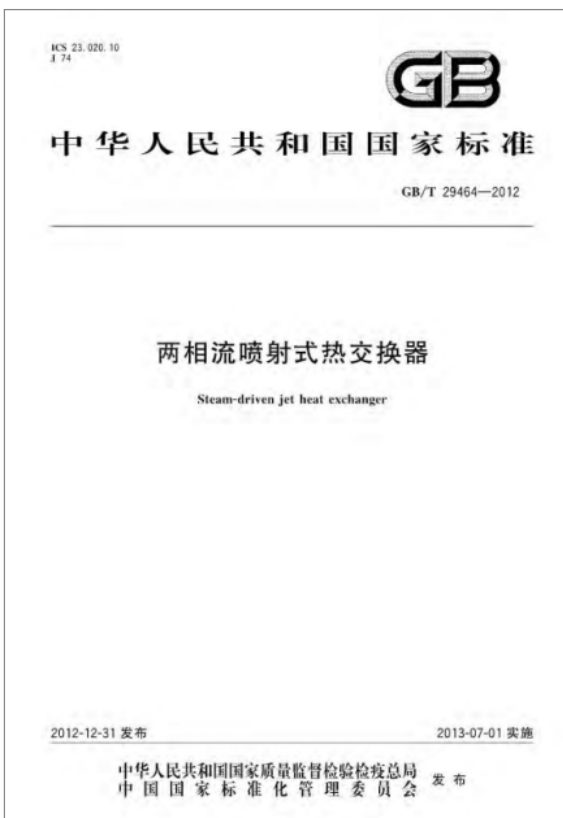 ICS 23.020.10
J 74
GB
中华人民共和国国家标准
GB/T 29464—2012
两相流喷射式热交换器
Steam-driven jet heat exchanger
2012-12-31 发布
2013-07-01 实施
中华人民共和国国家质量监督检验检疫总局
中国国家标准化管理委员会
发布